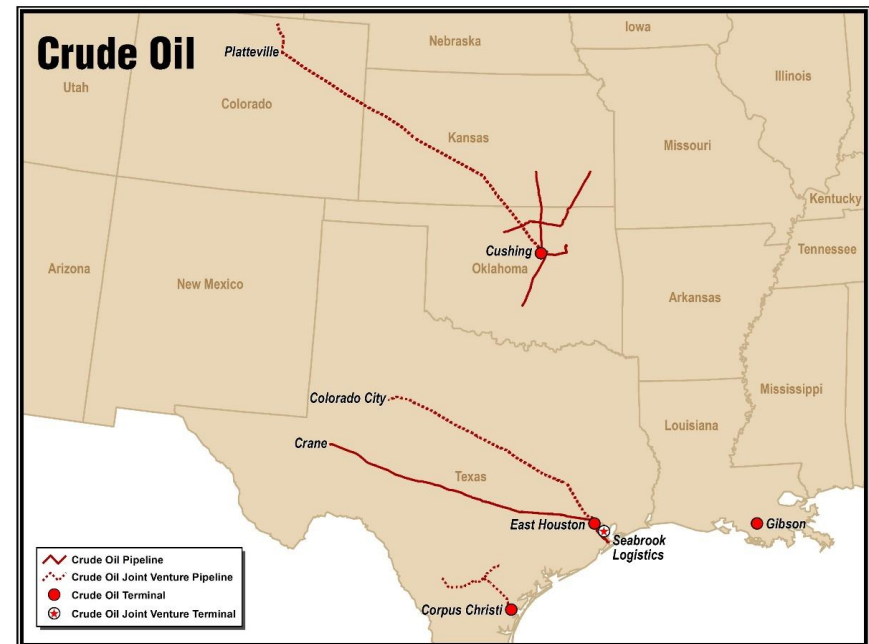 Crude Oil
Iowa
Nebraska
Platteville
Illinois
Utah
Colorado
Kansas
Missouri
Kentucky
Cushing
Tennessee
Arizona
Oklahoma
New Mexico
Arkansas
Mississippi
Colorado City
Louisiana
Crane
Texas
East Houston
Gibson
Seabrook
Logistics
Corpus Christi
Crude Oil Pipeline
Crude Oil Joint Venture Pipeline
Crude Oil Terminal
Crude Oil Joint Venture Terminal